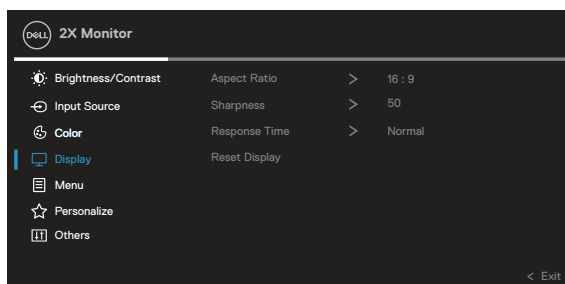 DELL 2X Monitor
Brightness/Contrast Aspect Ratio > 16 : 9
Input Source Sharpness > 50
Color Response Time > Normal
Display Reset Display
Menu
Personalize
Others
< Exit